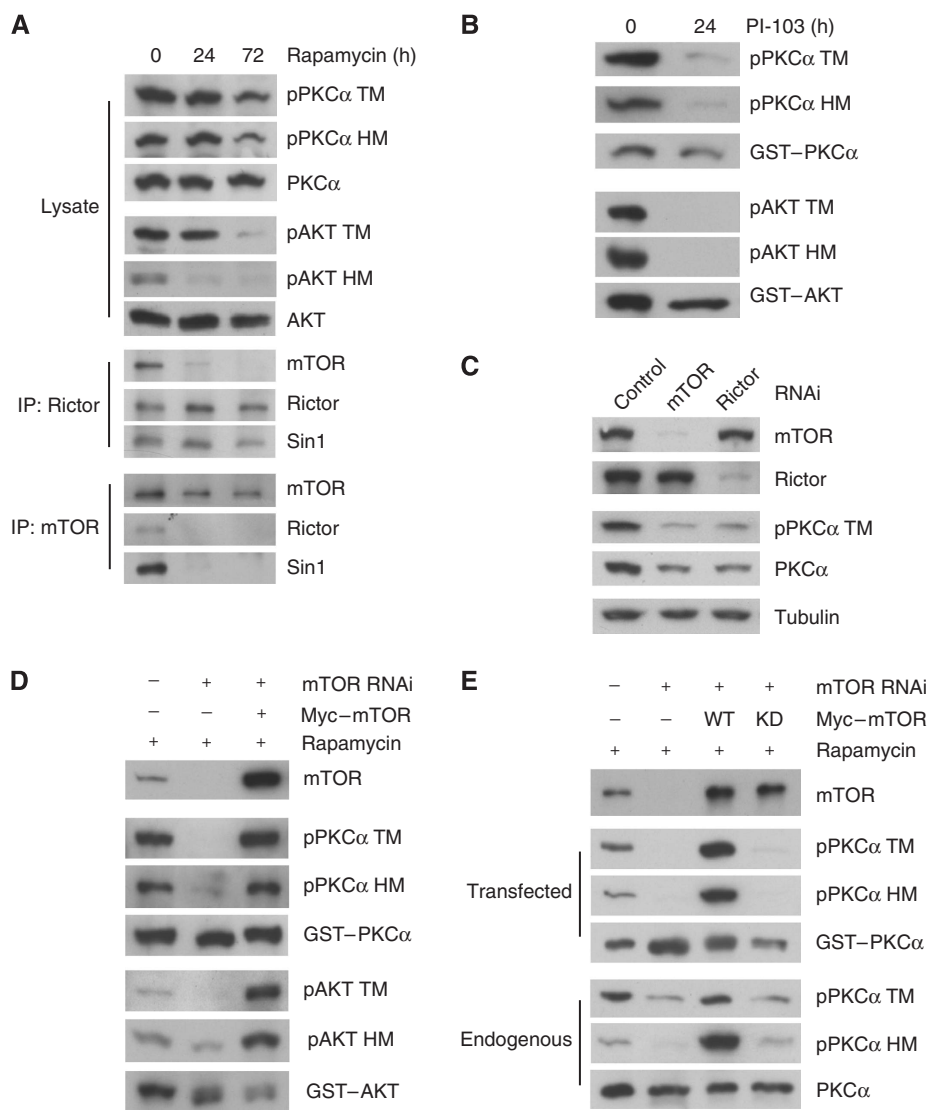 A
0 24 72 Rapamycin (h)
pPKCα TM
pPKCα HM
PKCα
Lysate
pAKT TM
pAKT HM
AKT
mTOR
IP: Rictor
Rictor
Sin1
mTOR
IP: mTOR
Rictor
Sin1
B
0 24 PI-103 (h)
pPKCα TM
pPKCα HM
GST–PKCα
pAKT TM
pAKT HM
GST–AKT
C
Control mTOR Rictor RNAi
mTOR
Rictor
pPKCα TM
PKCα
Tubulin
D
– + + mTOR RNAi
– – + Myc–mTOR
+ + + Rapamycin
mTOR
pPKCα TM
pPKCα HM
GST–PKCα
pAKT TM
pAKT HM
GST–AKT
E
– + + + mTOR RNAi
– – WT KD Myc–mTOR
+ + + + Rapamycin
mTOR
pPKCα TM
Transfected
pPKCα HM
GST–PKCα
pPKCα TM
Endogenous
pPKCα HM
PKCα